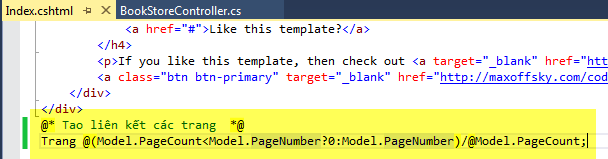 Index.cshtml BookStoreController.cs
<a href="#">Like this template?</a>
</h4>
<p>If you like this template, then check out <a target="_blank" href="
<a class="btn btn-primary" target="_blank" href="http://maxoffsky.com/cod
</div>
</div>
@* Tao liên kết các trang *@
Trang @(Model.PageCount<Model.PageNumber?0:Model.PageNumber)/@Model.PageCount;